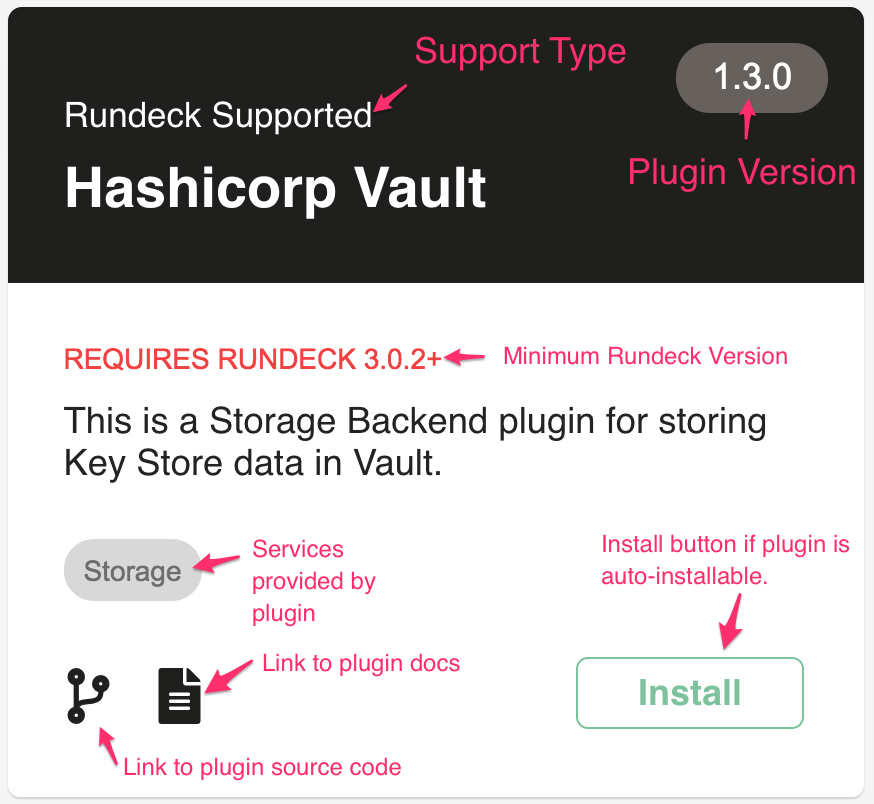 Support Type
1.3.0
Rundeck Supported
Plugin Version
Hashicorp Vault
REQUIRES RUNDECK 3.0.2+
Minimum Rundeck Version
This is a Storage Backend plugin for storing
Key Store data in Vault.
Storage
Services
provided by
plugin
Install button if plugin is
auto-installable.
Link to plugin docs
Install
Link to plugin source code